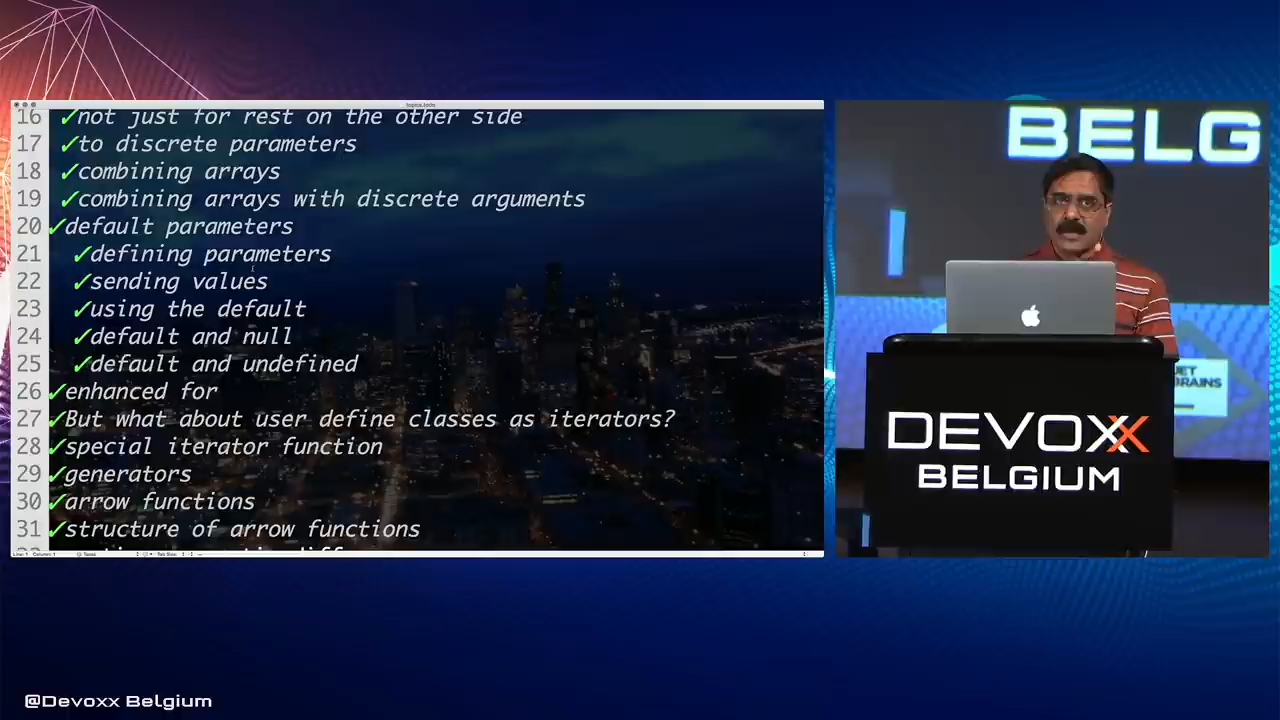 topics.todo
16 ✓not just for rest on the other side
17 ✓to discrete parameters
18 ✓combining arrays
19 ✓combining arrays with discrete arguments
20 ✓default parameters
21 ✓defining parameters
22 ✓sending values
23 ✓using the default
24 ✓default and null
25 ✓default and undefined
26 ✓enhanced for
27 ✓But what about user define classes as iterators?
28 ✓special iterator function
29 ✓generators
30 ✓arrow functions
31 ✓structure of arrow functions
BELG
DEVOXX
BELGIUM
@Devoxx Belgium